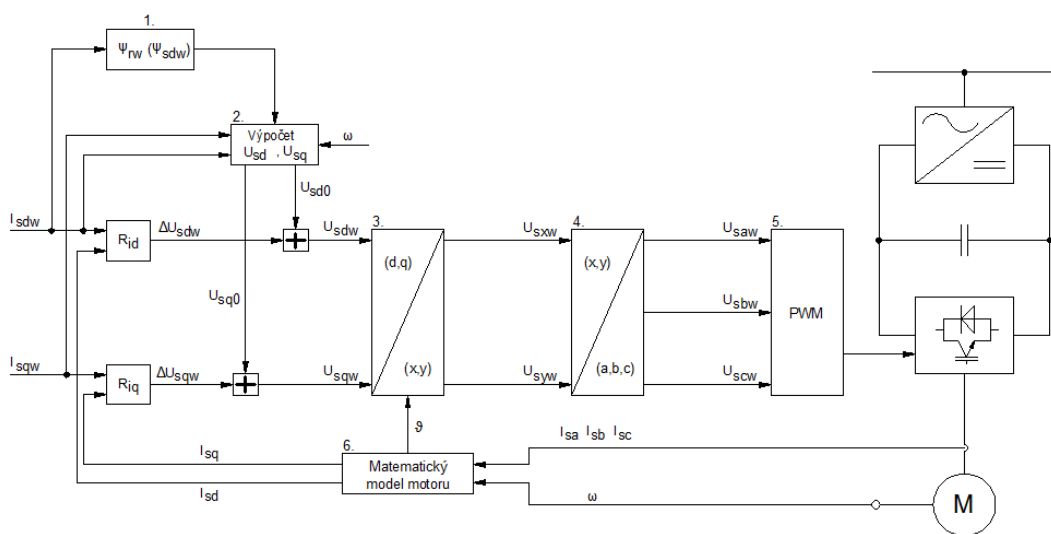 1.
Ψrw (Ψsdw)
2.
Výpočet
Usd , Usq
ω
Usd0
Isdw
Rid
ΔUsdw
Usdw
3.
(d,q)
(x,y)
Usxw
4.
(x,y)
(a,b,c)
Usaw
5.
PWM
Usq0
Usbw
Isqw
Riq
ΔUsqw
Usqw
Usyw
Uscw
ϑ
6.
Matematický
model motoru
Isa Isb Isc
Isq
Isd
ω
M